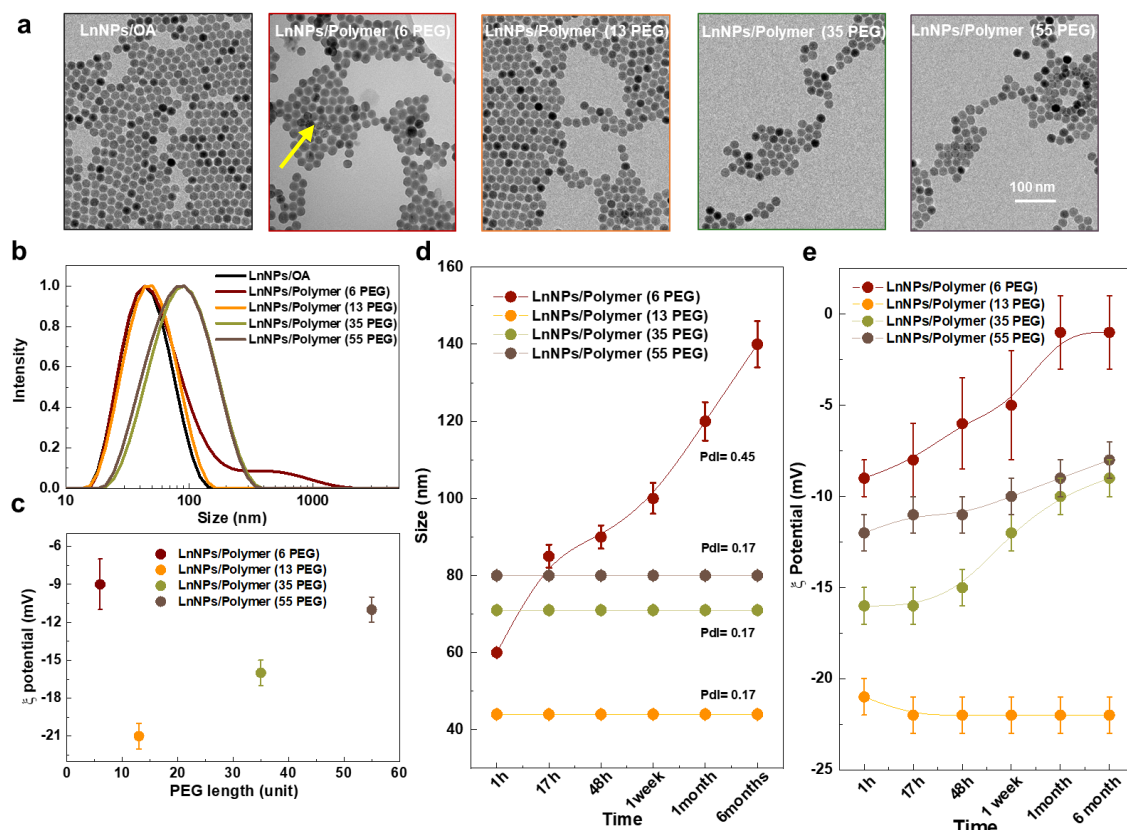 a
LnNPs/OA
LnNPs/Polymer (6 PEG)
LnNPs/Polymer (13 PEG)
LnNPs/Polymer (35 PEG)
LnNPs/Polymer (55 PEG)
100 nm
b
LnNPs/OA
LnNPs/Polymer (6 PEG)
LnNPs/Polymer (13 PEG)
LnNPs/Polymer (35 PEG)
LnNPs/Polymer (55 PEG)
1.0
0.8
0.6
0.4
0.2
0.0
Intensity
10
100
1000
Size (nm)
c
LnNPs/Polymer (6 PEG)
LnNPs/Polymer (13 PEG)
LnNPs/Polymer (35 PEG)
LnNPs/Polymer (55 PEG)
-6
-9
-12
-15
-18
-21
ξ potential (mV)
0
10
20
30
40
50
60
PEG length (unit)
d
160
140
120
100
80
60
40
Size (nm)
LnNPs/Polymer (6 PEG)
LnNPs/Polymer (13 PEG)
LnNPs/Polymer (35 PEG)
LnNPs/Polymer (55 PEG)
PdI= 0.45
PdI= 0.17
PdI= 0.17
PdI= 0.17
1h
17h
48h
1week
1month
6months
Time
e
0
-5
-10
-15
-20
-25
ξ Potential (mV)
LnNPs/Polymer (6 PEG)
LnNPs/Polymer (13 PEG)
LnNPs/Polymer (35 PEG)
LnNPs/Polymer (55 PEG)
1h
17h
48h
1 week
1month
6 month
Time